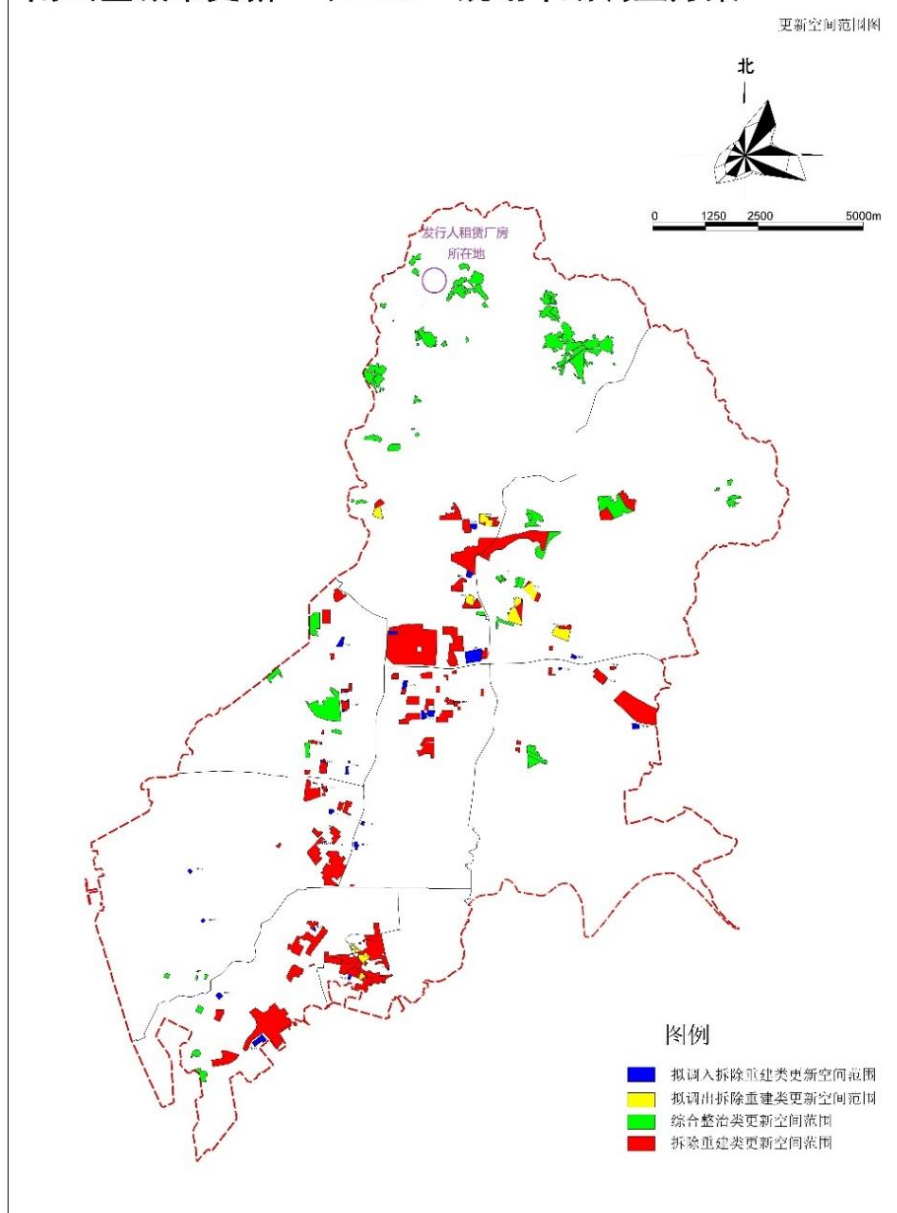 更新空间范围图
北
0 1250 2500 5000m
发行人租赁厂房
所在地
图例
拟调入拆除重建类更新空间范围
拟调出拆除重建类更新空间范围
综合整治类更新空间范围
拆除重建类更新空间范围